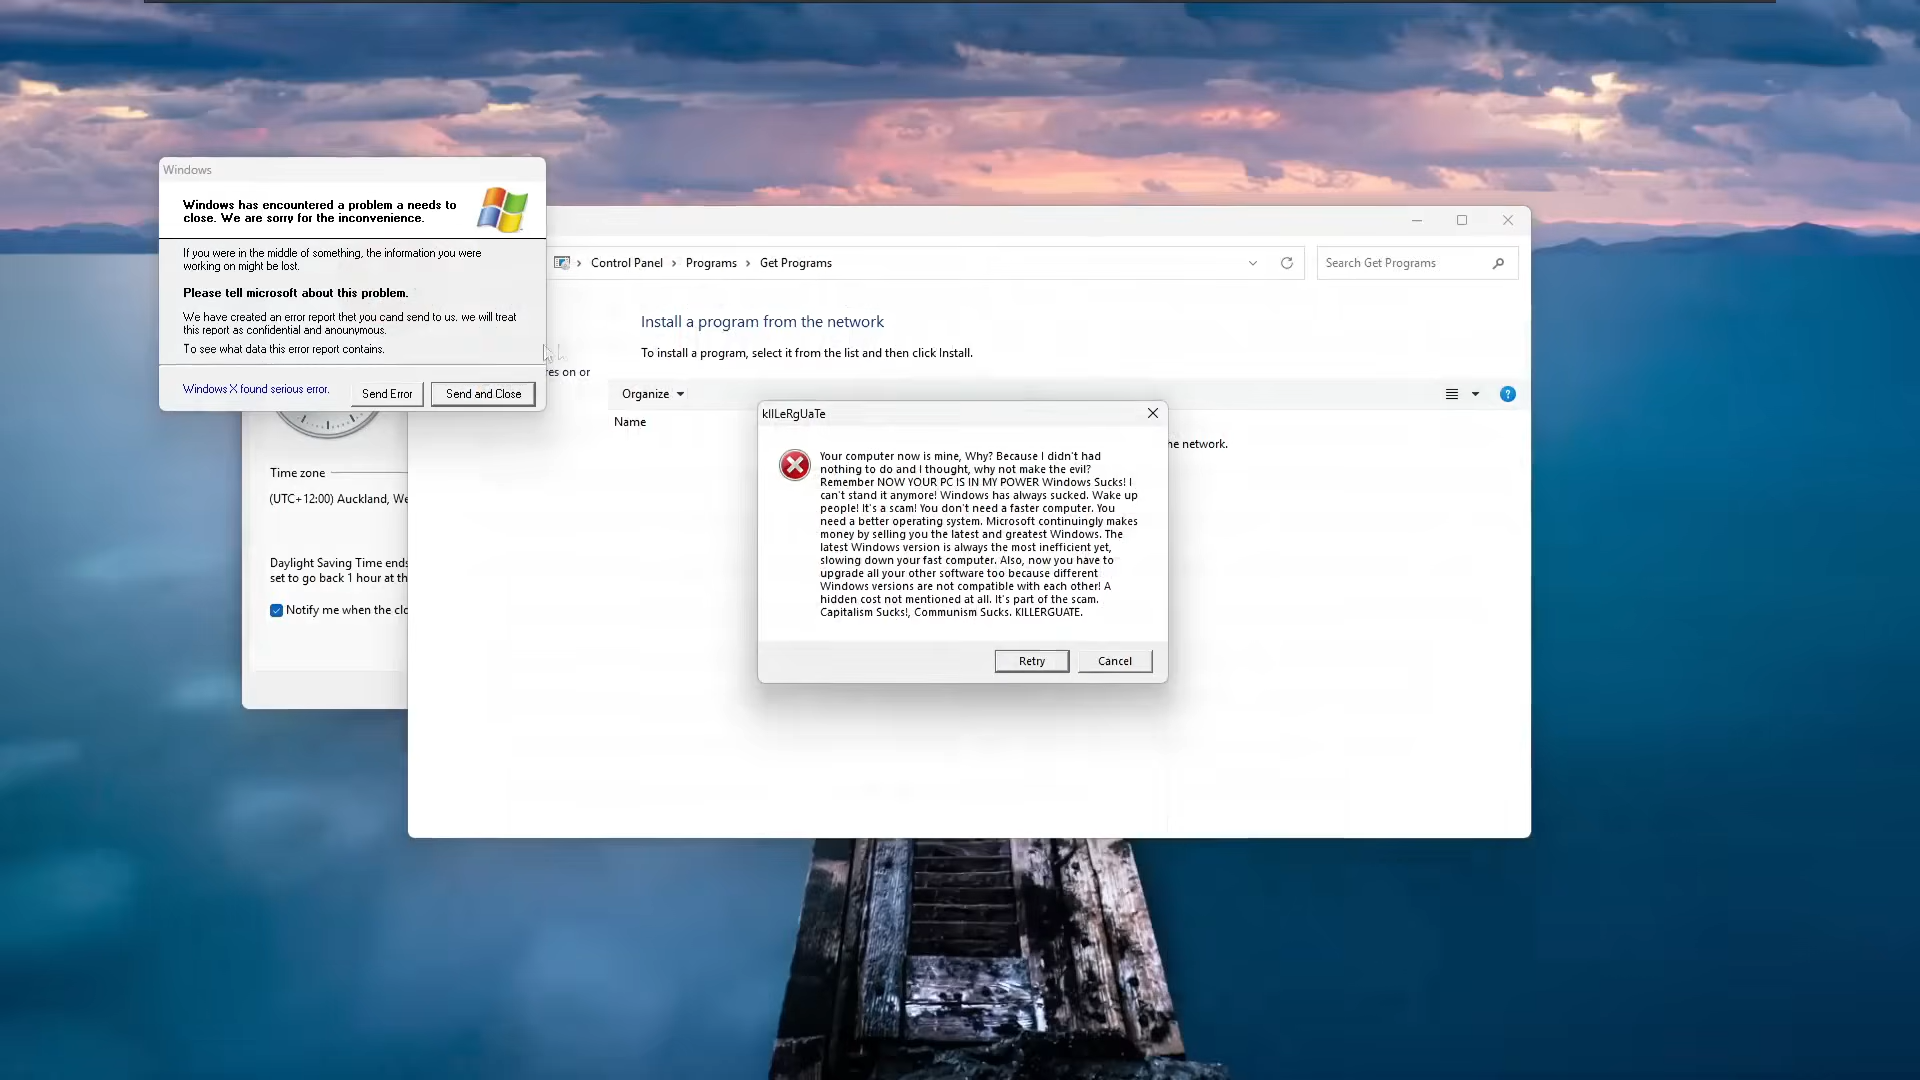 Windows
Windows has encountered a problem a needs to
close. We are sorry for the inconvenience.
If you were in the middle of something, the information you were
working on might be lost.
Please tell microsoft about this problem.
We have created an error report thet you cand send to us. we will treat
this report as confidential and anounymous.
To see what data this error report contains.
Windows X found serious error.
Send Error
Send and Close
Control Panel
Programs
Get Programs
Search Get Programs
Install a program from the network
To install a program, select it from the list and then click Install.
res on or
Organize
?
Name
he network.
Time zone
(UTC+12:00) Auckland, We
Daylight Saving Time ends
set to go back 1 hour at th
Notify me when the clo
kIlLeRgUaTe
Your computer now is mine, Why? Because I didn't had
nothing to do and I thought, why not make the evil?
Remember NOW YOUR PC IS IN MY POWER Windows Sucks! I
can't stand it anymore! Windows has always sucked. Wake up
people! It's a scam! You don't need a faster computer. You
need a better operating system. Microsoft continuingly makes
money by selling you the latest and greatest Windows. The
latest Windows version is always the most inefficient yet,
slowing down your fast computer. Also, now you have to
upgrade all your other software too because different
Windows versions are not compatible with each other! A
hidden cost not mentioned at all. It's part of the scam.
Capitalism Sucks!, Communism Sucks. KILLERGUATE.
Retry
Cancel